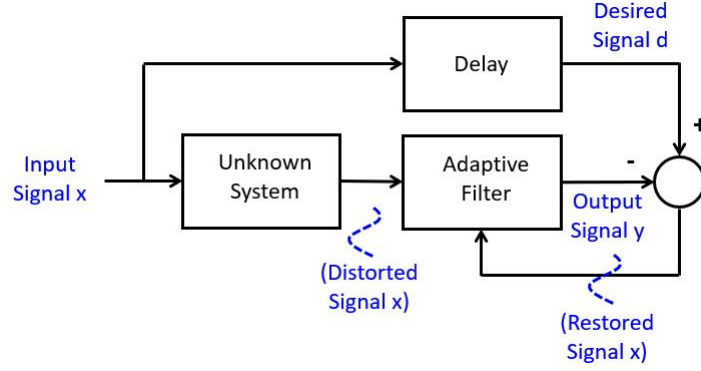 Desired
Signal d
Delay
+
Input
Signal x
Unknown
System
Adaptive
Filter
-
Output
Signal y
(Distorted
Signal x)
(Restored
Signal x)